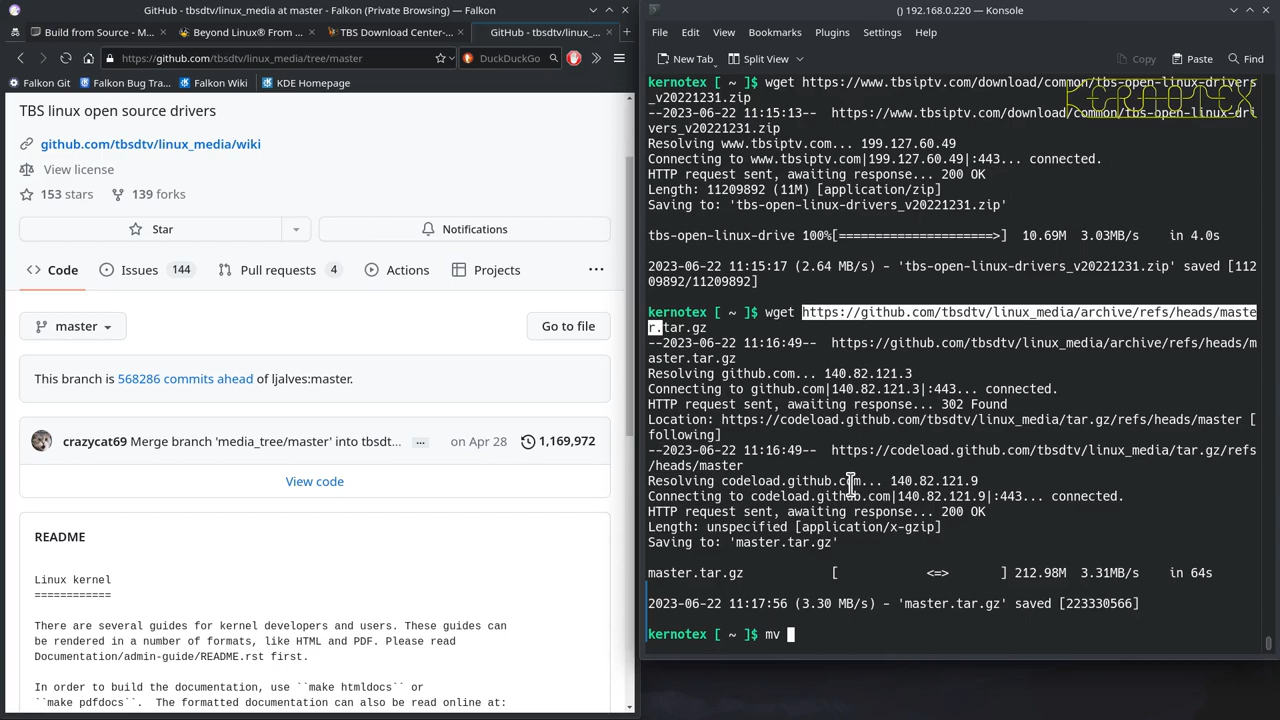 GitHub - tbsdtv/linux_media at master - Falkon (Private Browsing) — Falkon
Build from Source - M...
Beyond Linux® From ...
TBS Download Center-...
GitHub - tbsdtv/linux_...
https://github.com/tbsdtv/linux_media/tree/master
DuckDuckGo
Falkon Git
Falkon Bug Tra...
Falkon Wiki
KDE Homepage
TBS linux open source drivers
github.com/tbsdtv/linux_media/wiki
View license
153 stars
139 forks
Star
Notifications
Code
Issues 144
Pull requests 4
Actions
Projects
master
Go to file
This branch is 568286 commits ahead of ljalves:master.
crazycat69 Merge branch 'media_tree/master' into tbsdt... on Apr 28 1,169,972
View code
README
Linux kernel
============
There are several guides for kernel developers and users. These guides can
be rendered in a number of formats, like HTML and PDF. Please read
Documentation/admin-guide/README.rst first.
In order to build the documentation, use ``make htmldocs`` or
``make pdfdocs``.  The formatted documentation can also be read online at:
() 192.168.0.220 — Konsole
File Edit View Bookmarks Plugins Settings Help
New Tab
Split View
Copy
Paste
Find
KERNOTEX
kernotex [ ~ ]$ wget https://www.tbsiptv.com/download/common/tbs-open-linux-drivers
_v20221231.zip
--2023-06-22 11:15:13--  https://www.tbsiptv.com/download/common/tbs-open-linux-dri
vers_v20221231.zip
Resolving www.tbsiptv.com... 199.127.60.49
Connecting to www.tbsiptv.com|199.127.60.49|:443... connected.
HTTP request sent, awaiting response... 200 OK
Length: 11209892 (11M) [application/zip]
Saving to: 'tbs-open-linux-drivers_v20221231.zip'
tbs-open-linux-drive 100%[=====================>]  10.69M  3.03MB/s    in 4.0s
2023-06-22 11:15:17 (2.64 MB/s) - 'tbs-open-linux-drivers_v20221231.zip' saved [112
09892/11209892]
kernotex [ ~ ]$ wget https://github.com/tbsdtv/linux_media/archive/refs/heads/maste
r.tar.gz
--2023-06-22 11:16:49--  https://github.com/tbsdtv/linux_media/archive/refs/heads/m
aster.tar.gz
Resolving github.com... 140.82.121.3
Connecting to github.com|140.82.121.3|:443... connected.
HTTP request sent, awaiting response... 302 Found
Location: https://codeload.github.com/tbsdtv/linux_media/tar.gz/refs/heads/master [
following]
--2023-06-22 11:16:49--  https://codeload.github.com/tbsdtv/linux_media/tar.gz/refs
/heads/master
Resolving codeload.github.com... 140.82.121.9
Connecting to codeload.github.com|140.82.121.9|:443... connected.
HTTP request sent, awaiting response... 200 OK
Length: unspecified [application/x-gzip]
Saving to: 'master.tar.gz'
master.tar.gz            [            <=>       ] 212.98M  3.31MB/s    in 64s
2023-06-22 11:17:56 (3.30 MB/s) - 'master.tar.gz' saved [223330566]
kernotex [ ~ ]$ mv